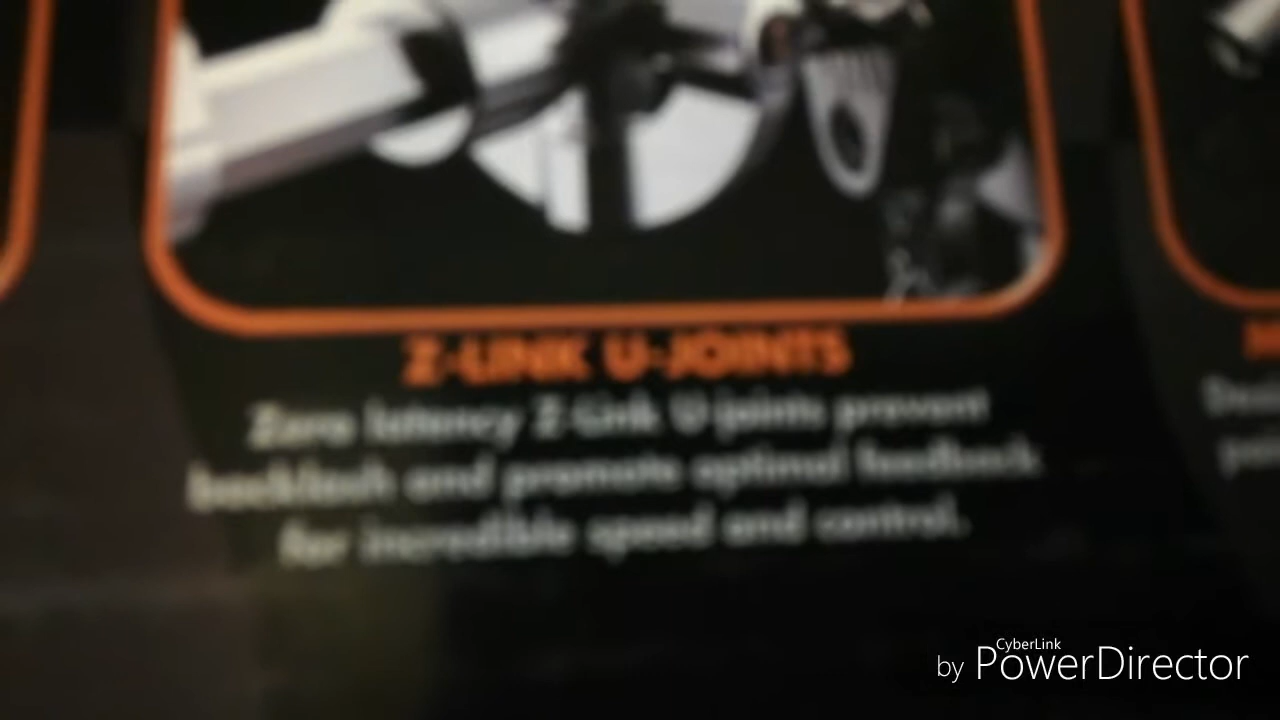 Z-LINK U-JOINTS
Zero latency Z-Link U-joints prevent
backlash and promote optimal feedback
for incredible speed and control.
CyberLink
by PowerDirector